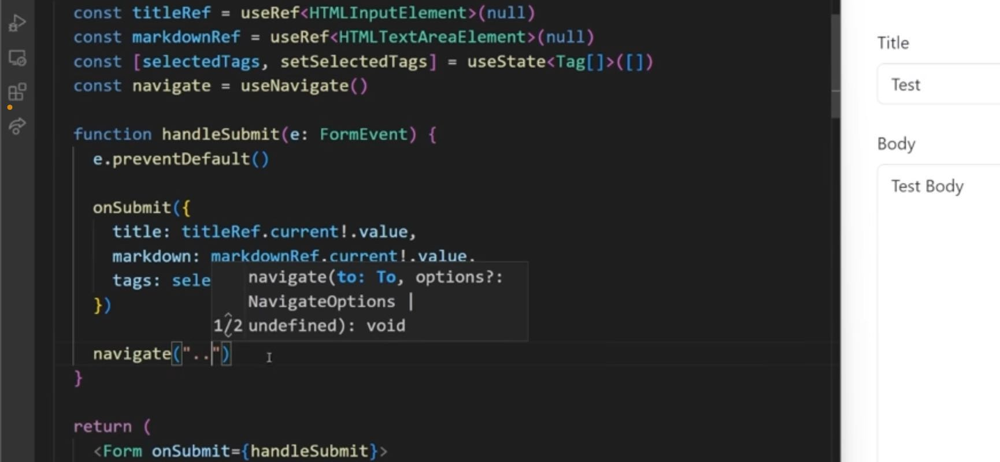 const titleRef = useRef<HTMLInputElement>(null)
const markdownRef = useRef<HTMLTextAreaElement>(null)
const [selectedTags, setSelectedTags] = useState<Tag[]>([])
const navigate = useNavigate()
function handleSubmit(e: FormEvent) {
e.preventDefault()
onSubmit({
title: titleRef.current!.value,
markdown: markdownRef.current!.value,
tags: sele
})
navigate(to: To, options?:
NavigateOptions |
1/2 undefined): void
navigate("..")
}
return (
<Form onSubmit={handleSubmit}>
Title
Test
Body
Test Body